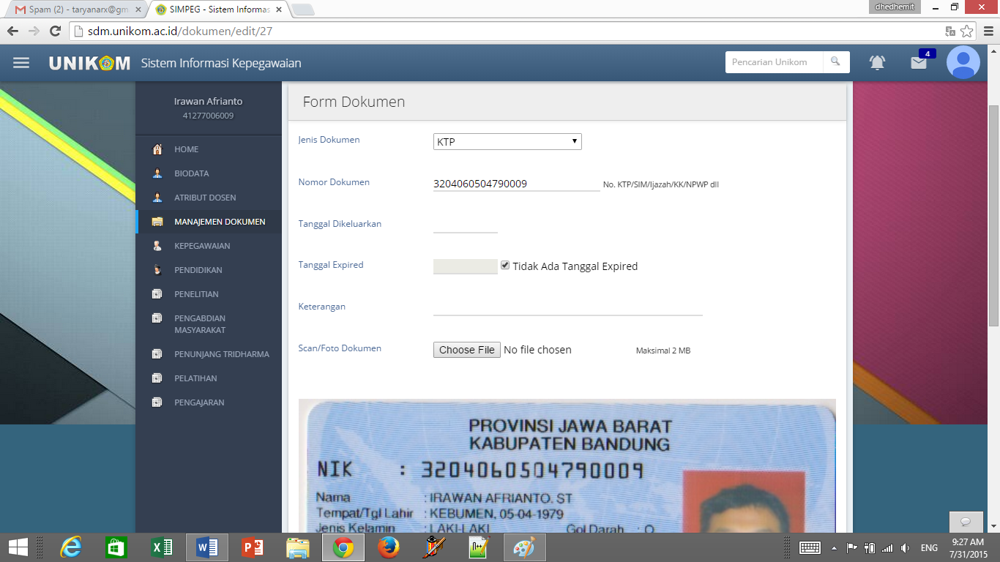 Spam (2) - taryanarx@gm
SIMPEG - Sistem Informas
dhedhemit
sdm.unikom.ac.id/dokumen/edit/27
UNIKOM Sistem Informasi Kepegawaian
Pencarian Unikom
4
Irawan Afrianto
41277006009
HOME
BIODATA
ATRIBUT DOSEN
MANAJEMEN DOKUMEN
KEPEGAWAIAN
PENDIDIKAN
PENELITIAN
PENGABDIAN
MASYARAKAT
PENUNJANG TRIDHARMA
PELATIHAN
PENGAJARAN
Form Dokumen
Jenis Dokumen KTP
Nomor Dokumen 3204060504790009 No. KTP/SIM/Ijazah/KK/NPWP dll
Tanggal Dikeluarkan
Tanggal Expired Tidak Ada Tanggal Expired
Keterangan
Scan/Foto Dokumen Choose File No file chosen Maksimal 2 MB
PROVINSI JAWA BARAT
KABUPATEN BANDUNG
NIK : 3204060504790009
Nama : IRAWAN AFRIANTO. ST
Tempat/Tgl Lahir : KEBUMEN, 05-04-1979
Jenis Kelamin : LAKI-LAKI Gol Darah : O
ENG
9:27 AM
7/31/2015